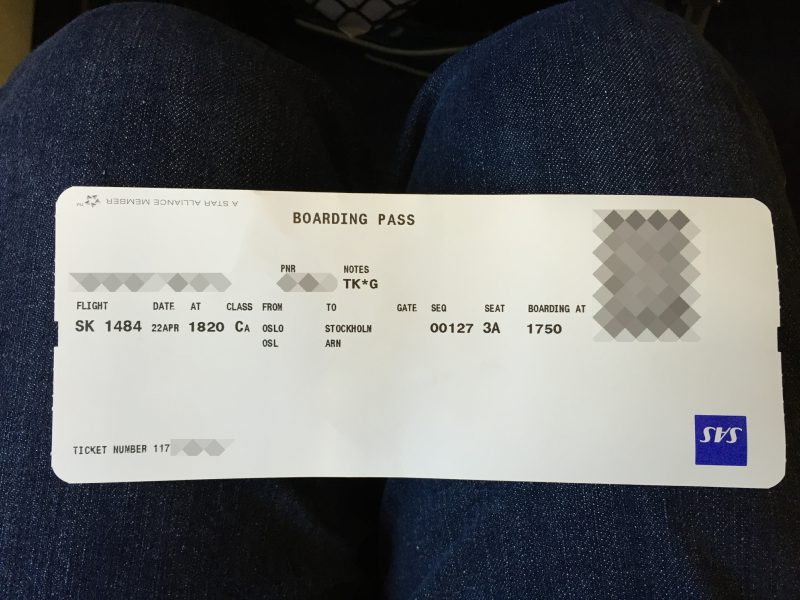 A STAR ALLIANCE MEMBER ™
BOARDING PASS
PNR NOTES
TK*G
FLIGHT DATE AT CLASS FROM TO GATE SEQ SEAT BOARDING AT
SK 1484 22APR 1820 CA OSLO STOCKHOLM 00127 3A 1750
OSL ARN
TICKET NUMBER 117
SAS